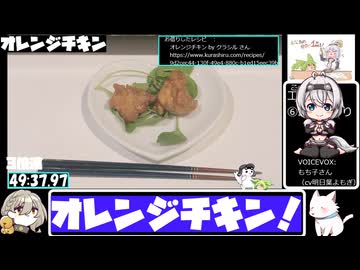 オレンジチキン
お借りしたレシピ :
オレンジチキン by クラシル さん
https://www.kurashiru.com/recipes/
3倍速
49:37.97
VOICEVOX:
もち子さん
(cv明日葉よもぎ)
オレンジチキン!